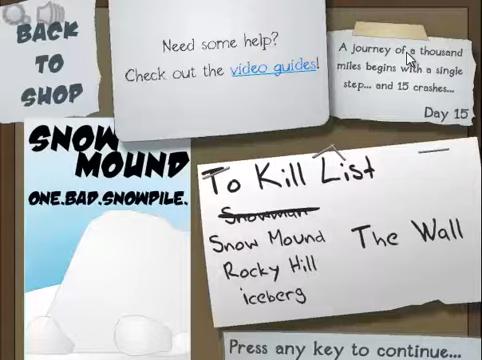 BACK
TO
SHOP
Need some help?
Check out the video guides!
A journey of a thousand
miles begins with a single
step... and 15 crashes...
Day 15
SNOW
MOUND
ONE.BAD.SNOWPILE.
To Kill List
Snowman
Snow Mound
The Wall
Rocky Hill
iceberg
Press any key to continue...